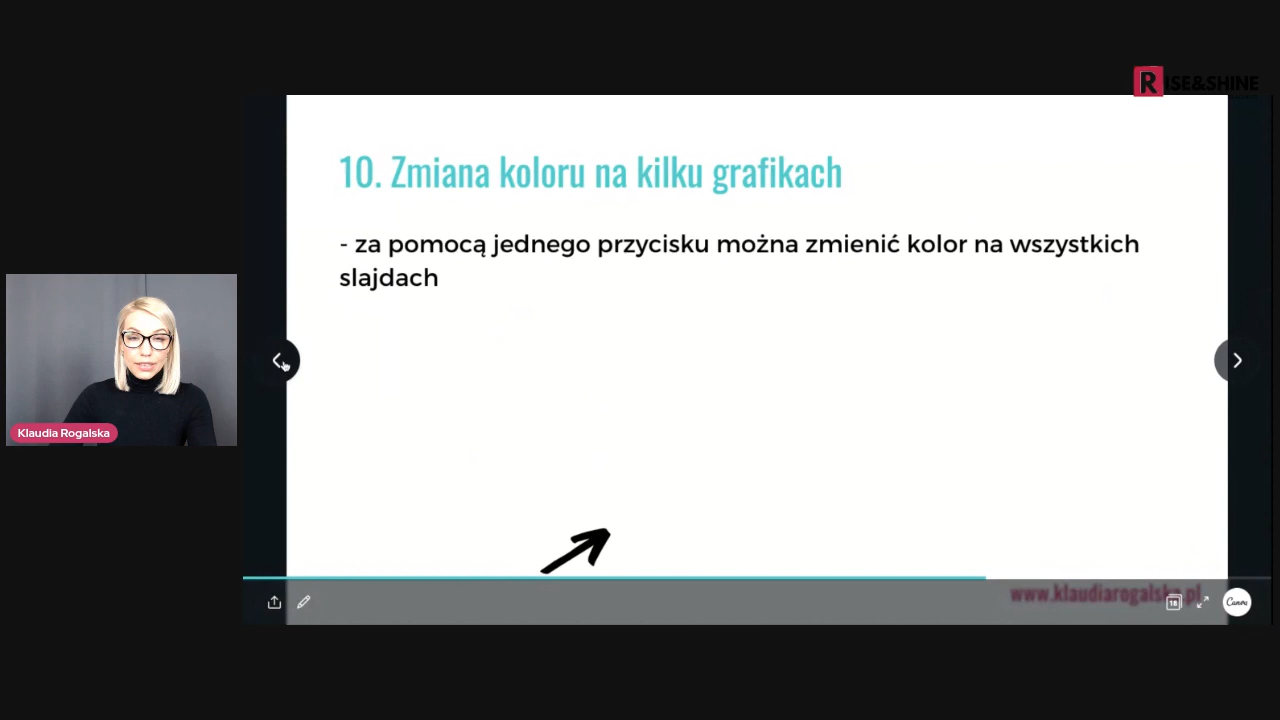 RISE&SHINE
10. Zmiana koloru na kilku grafikach
- za pomocą jednego przycisku można zmienić kolor na wszystkich
slajdach
Klaudia Rogalska
www.klaudiarogalska.pl
18
Canva